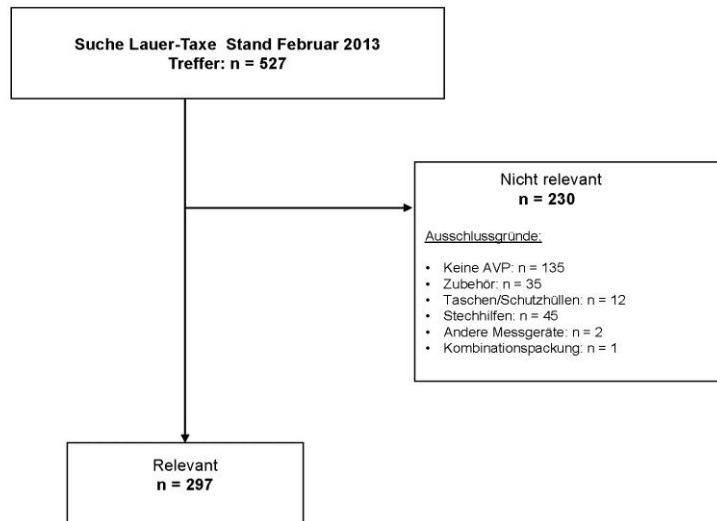 Suche Lauer-Taxe Stand Februar 2013
Treffer: n = 527
Nicht relevant
n = 230
Ausschlussgründe:
• Keine AVP: n = 135
• Zubehör: n = 35
• Taschen/Schutzhüllen: n = 12
• Stechhilfen: n = 45
• Andere Messgeräte: n = 2
• Kombinationspackung: n = 1
Relevant
n = 297